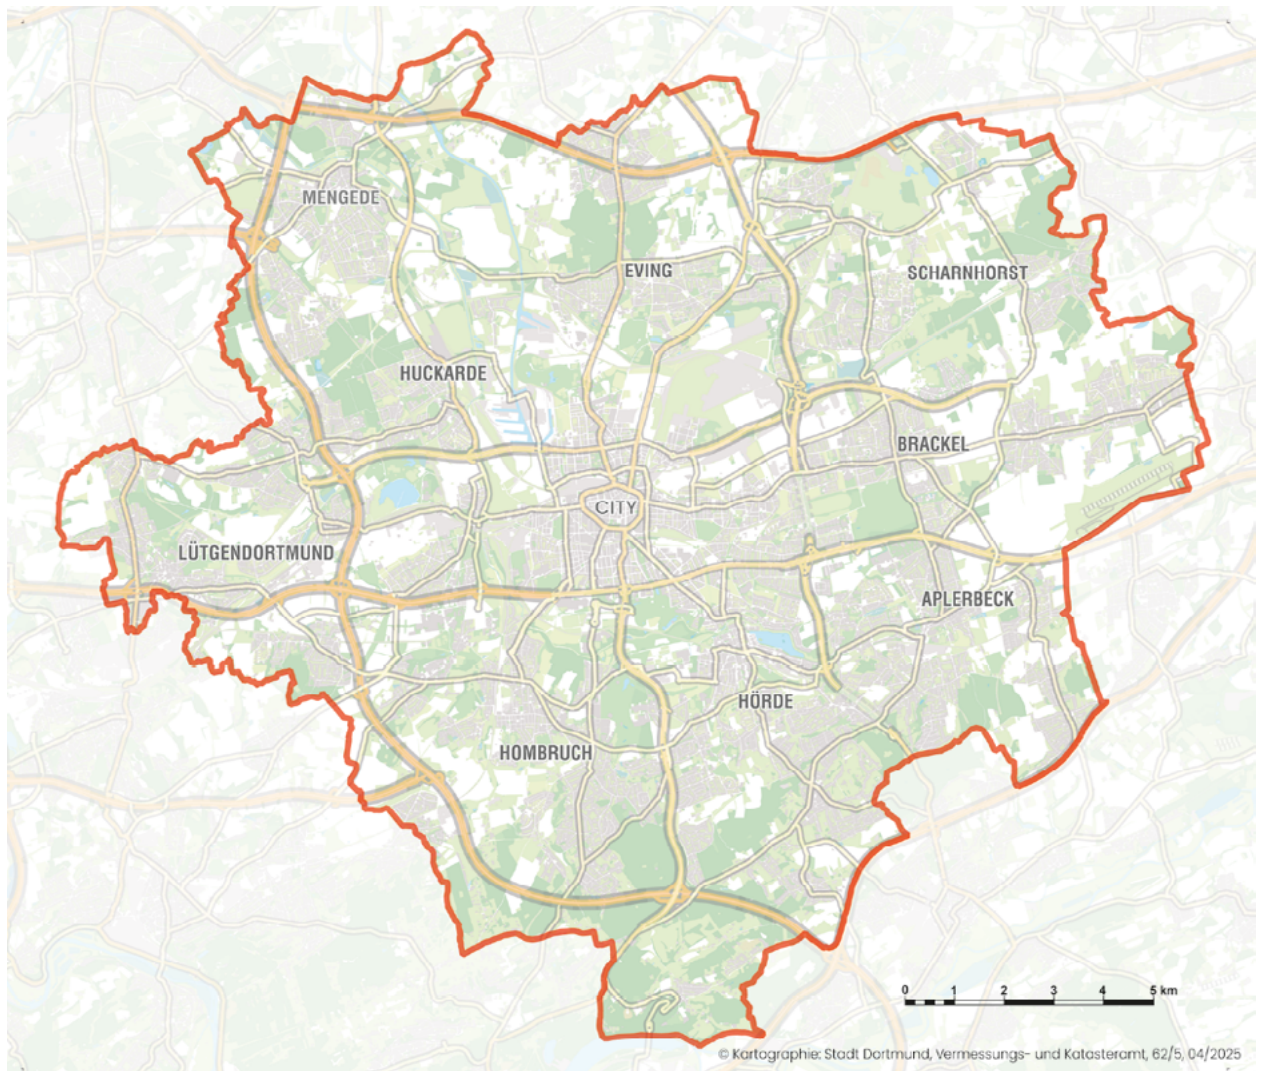 MENGEDE
EVING
SCHARNHORST
HUCKARDE
BRACKEL
CITY
LÜTGENDORTMUND
APLERBECK
HÖRDE
HOMBRUCH
0 1 2 3 4 5 km
© Kartographie: Stadt Dortmund, Vermessungs- und Katasteramt, 62/5, 04/2025